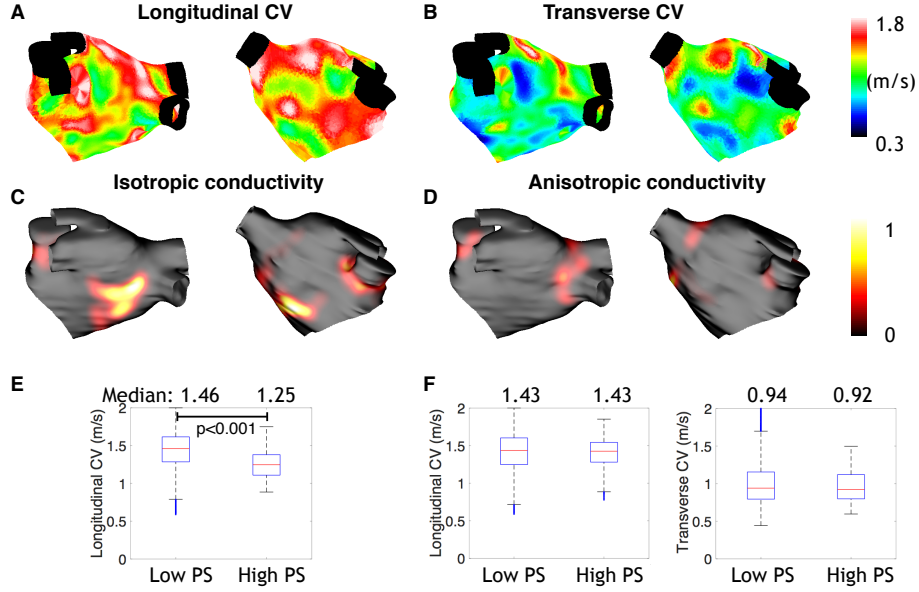 A Longitudinal CV
B Transverse CV
1.8
(m/s)
0.3
C Isotropic conductivity
D Anisotropic conductivity
1
0
E
Median: 1.46 1.25
Longitudinal CV (m/s)
2
1.5
1
0.5
0
p<0.001
Low PS High PS
F
1.43 1.43
Longitudinal CV (m/s)
2
1.5
1
0.5
0
Low PS High PS
0.94 0.92
Transverse CV (m/s)
2
1.5
1
0.5
0
Low PS High PS